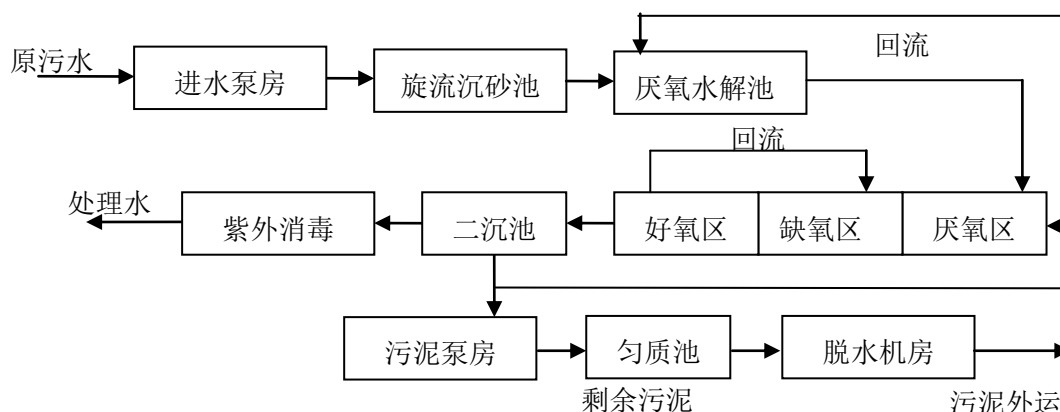 回流
原污水
进水泵房
旋流沉砂池
厌氧水解池
回流
处理水
紫外消毒
二沉池
好氧区
缺氧区
厌氧区
污泥泵房
匀质池
脱水机房
剩余污泥
污泥外运